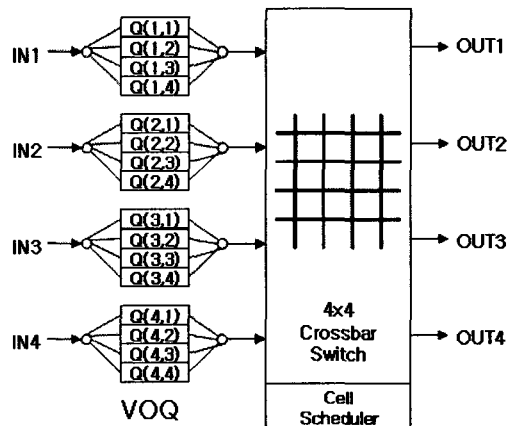 IN1
Q(1,1)
Q(1,2)
Q(1,3)
Q(1,4)
OUT1
IN2
Q(2,1)
Q(2,2)
Q(2,3)
Q(2,4)
OUT2
IN3
Q(3,1)
Q(3,2)
Q(3,3)
Q(3,4)
OUT3
IN4
Q(4,1)
Q(4,2)
Q(4,3)
Q(4,4)
OUT4
4x4
Crossbar
Switch
VOQ
Cell
Scheduler